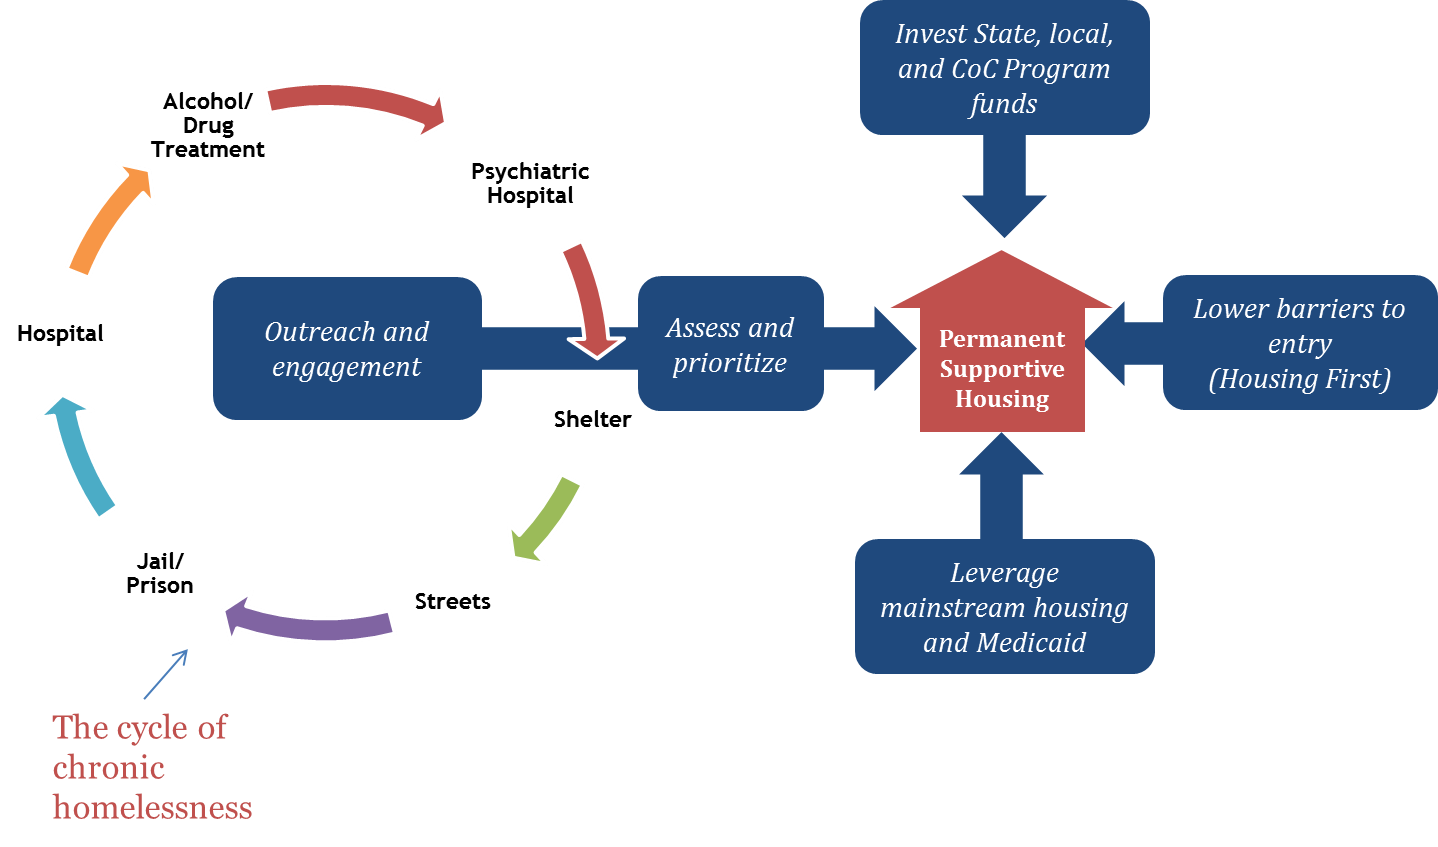 Invest State, local,
and CoC Program
funds
Alcohol/
Drug
Treatment
Psychiatric
Hospital
Hospital
Outreach and
engagement
Assess and
prioritize
Permanent
Supportive
Housing
Lower barriers to
entry
(Housing First)
Shelter
Jail/
Prison
Streets
Leverage
mainstream housing
and Medicaid
The cycle of
chronic
homelessness